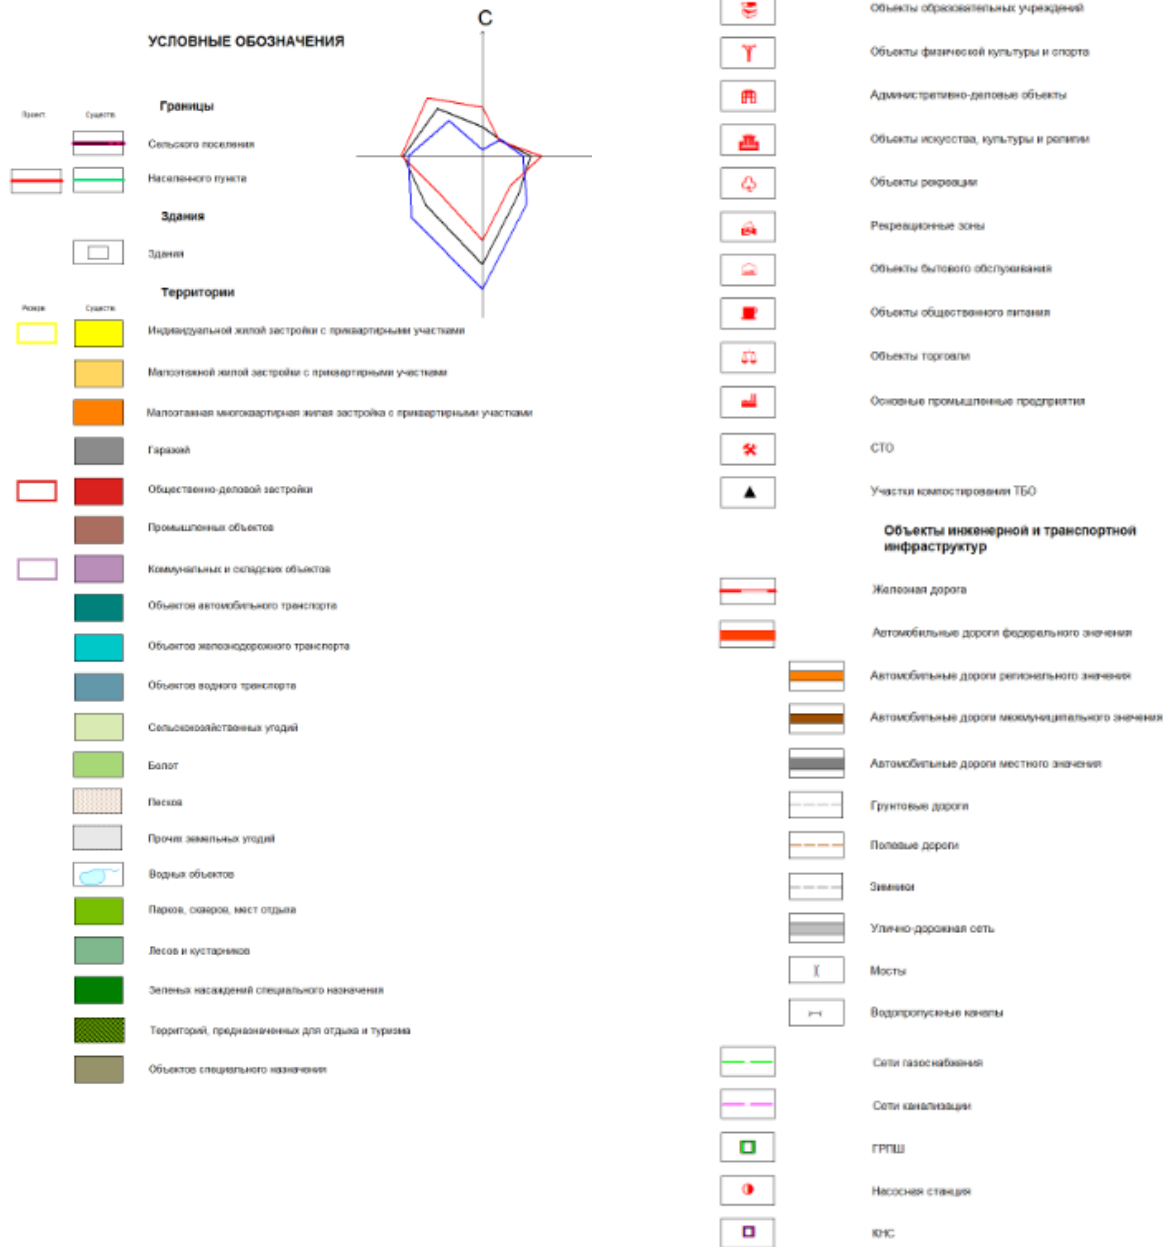 С
УСЛОВНЫЕ ОБОЗНАЧЕНИЯ
Границы
Проект Существ.
Сельского поселения
Населенного пункта
Здания
Здания
Территории
Резерв Существ.
Индивидуальной жилой застройки с приквартирными участками
Малоэтажной жилой застройки с приквартирными участками
Малоэтажная многоквартирная жилая застройка с приквартирными участками
Гаражей
Общественно-деловой застройки
Промышленных объектов
Коммунальных и складских объектов
Объектов автомобильного транспорта
Объектов железнодорожного транспорта
Объектов водного транспорта
Сельскохозяйственных угодий
Болот
Песков
Прочих земельных угодий
Водных объектов
Парков, скверов, мест отдыха
Лесов и кустарников
Зеленых насаждений специального назначения
Территорий, предназначенных для отдыха и туризма
Объектов специального назначения
Объекты образовательных учреждений
Объекты физической культуры и спорта
Административно-деловые объекты
Объекты искусства, культуры и религии
Объекты рекреации
Рекреационные зоны
Объекты бытового обслуживания
Объекты общественного питания
Объекты торговли
Основные промышленные предприятия
СТО
Участки компостирования ТБО
Объекты инженерной и транспортной
инфраструктур
Железная дорога
Автомобильные дороги федерального значения
Автомобильные дороги регионального значения
Автомобильные дороги межмуниципального значения
Автомобильные дороги местного значения
Грунтовые дороги
Полевые дороги
Зимники
Улично-дорожная сеть
Мосты
Водопропускные каналы
Сети газоснабжения
Сети канализации
ГРПШ
Насосная станция
КНС